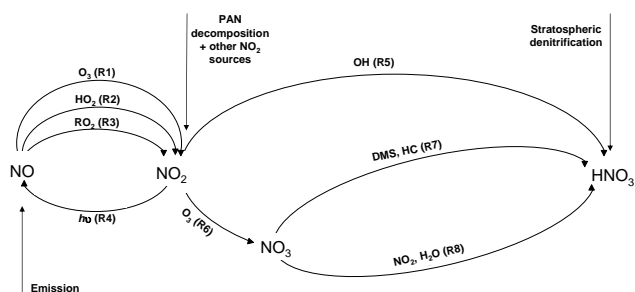 PAN
decomposition
+ other NO2
sources
Stratospheric
denitrification
O3 (R1)
HO2 (R2)
RO2 (R3)
OH (R5)
NO
NO2
DMS, HC (R7)
HNO3
hυ (R4)
O3 (R6)
NO3
NO2, H2O (R8)
Emission